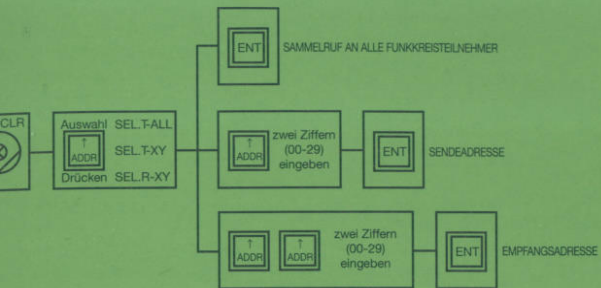 ENT
SAMMELRUF AN ALLE FUNKKREISTEILNEHMER
CLR
Auswahl SEL.T-ALL
↑
ADDR
SEL.T-XY
Drücken SEL.R-XY
↑
ADDR
zwei Ziffern
(00-29)
eingeben
ENT
SENDEADRESSE
↑
ADDR
↑
ADDR
zwei Ziffern
(00-29)
eingeben
ENT
EMPFANGSADRESSE